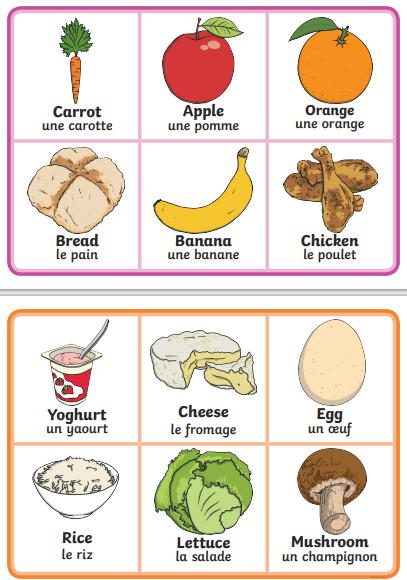 Carrot
une carotte
Apple
une pomme
Orange
une orange
Bread
le pain
Banana
une banane
Chicken
le poulet
Yoghurt
un yaourt
Cheese
le fromage
Egg
un œuf
Rice
le riz
Lettuce
la salade
Mushroom
un champignon